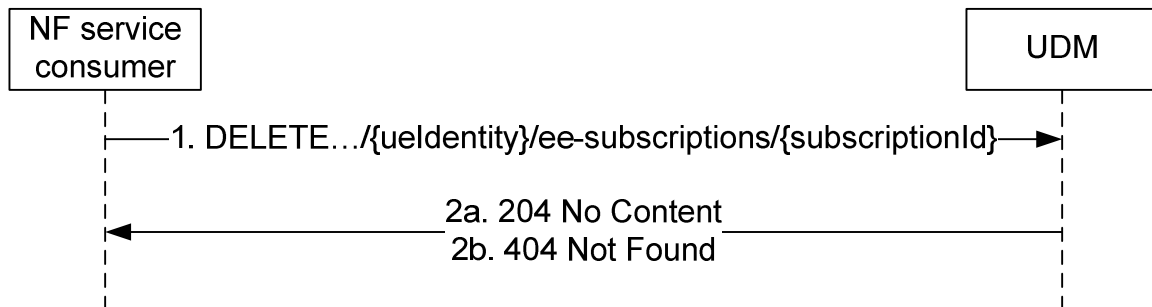 NF service
consumer
UDM
1. DELETE…/{ueIdentity}/ee-subscriptions/{subscriptionId}
2a. 204 No Content
2b. 404 Not Found